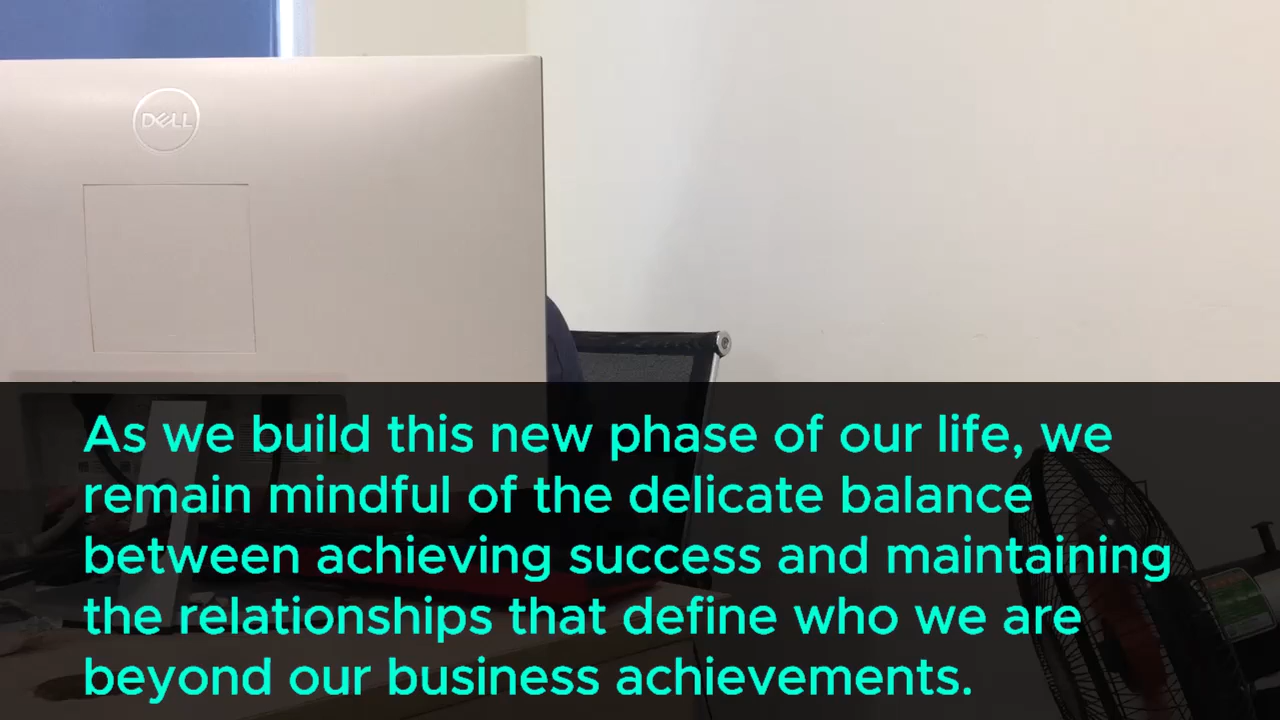 DELL
As we build this new phase of our life, we
remain mindful of the delicate balance
between achieving success and maintaining
the relationships that define who we are
beyond our business achievements.